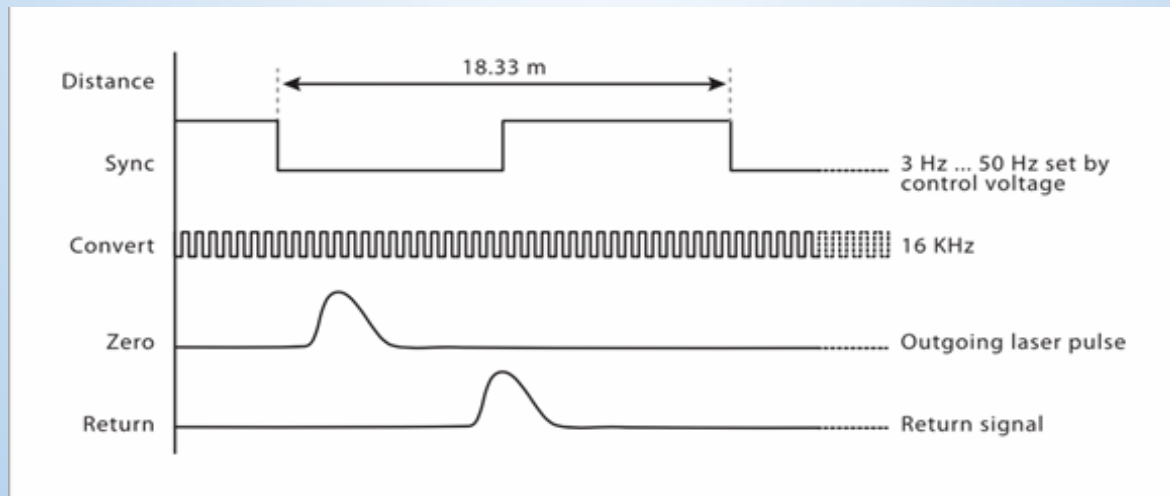 Distance
18.33 m
Sync
3 Hz ... 50 Hz set by
control voltage
Convert
16 KHz
Zero
Outgoing laser pulse
Return
Return signal